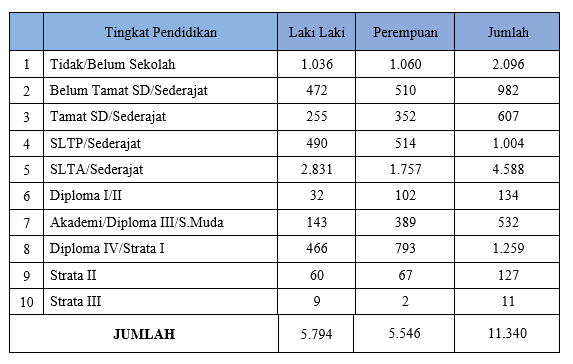 Tingkat Pendidikan Laki Laki Perempuan Jumlah
1 Tidak/Belum Sekolah 1.036 1.060 2.096
2 Belum Tamat SD/Sederajat 472 510 982
3 Tamat SD/Sederajat 255 352 607
4 SLTP/Sederajat 490 514 1.004
5 SLTA/Sederajat 2.831 1.757 4.588
6 Diploma I/II 32 102 134
7 Akademi/Diploma III/S.Muda 143 389 532
8 Diploma IV/Strata I 466 793 1.259
9 Strata II 60 67 127
10 Strata III 9 2 11
JUMLAH 5.794 5.546 11.340